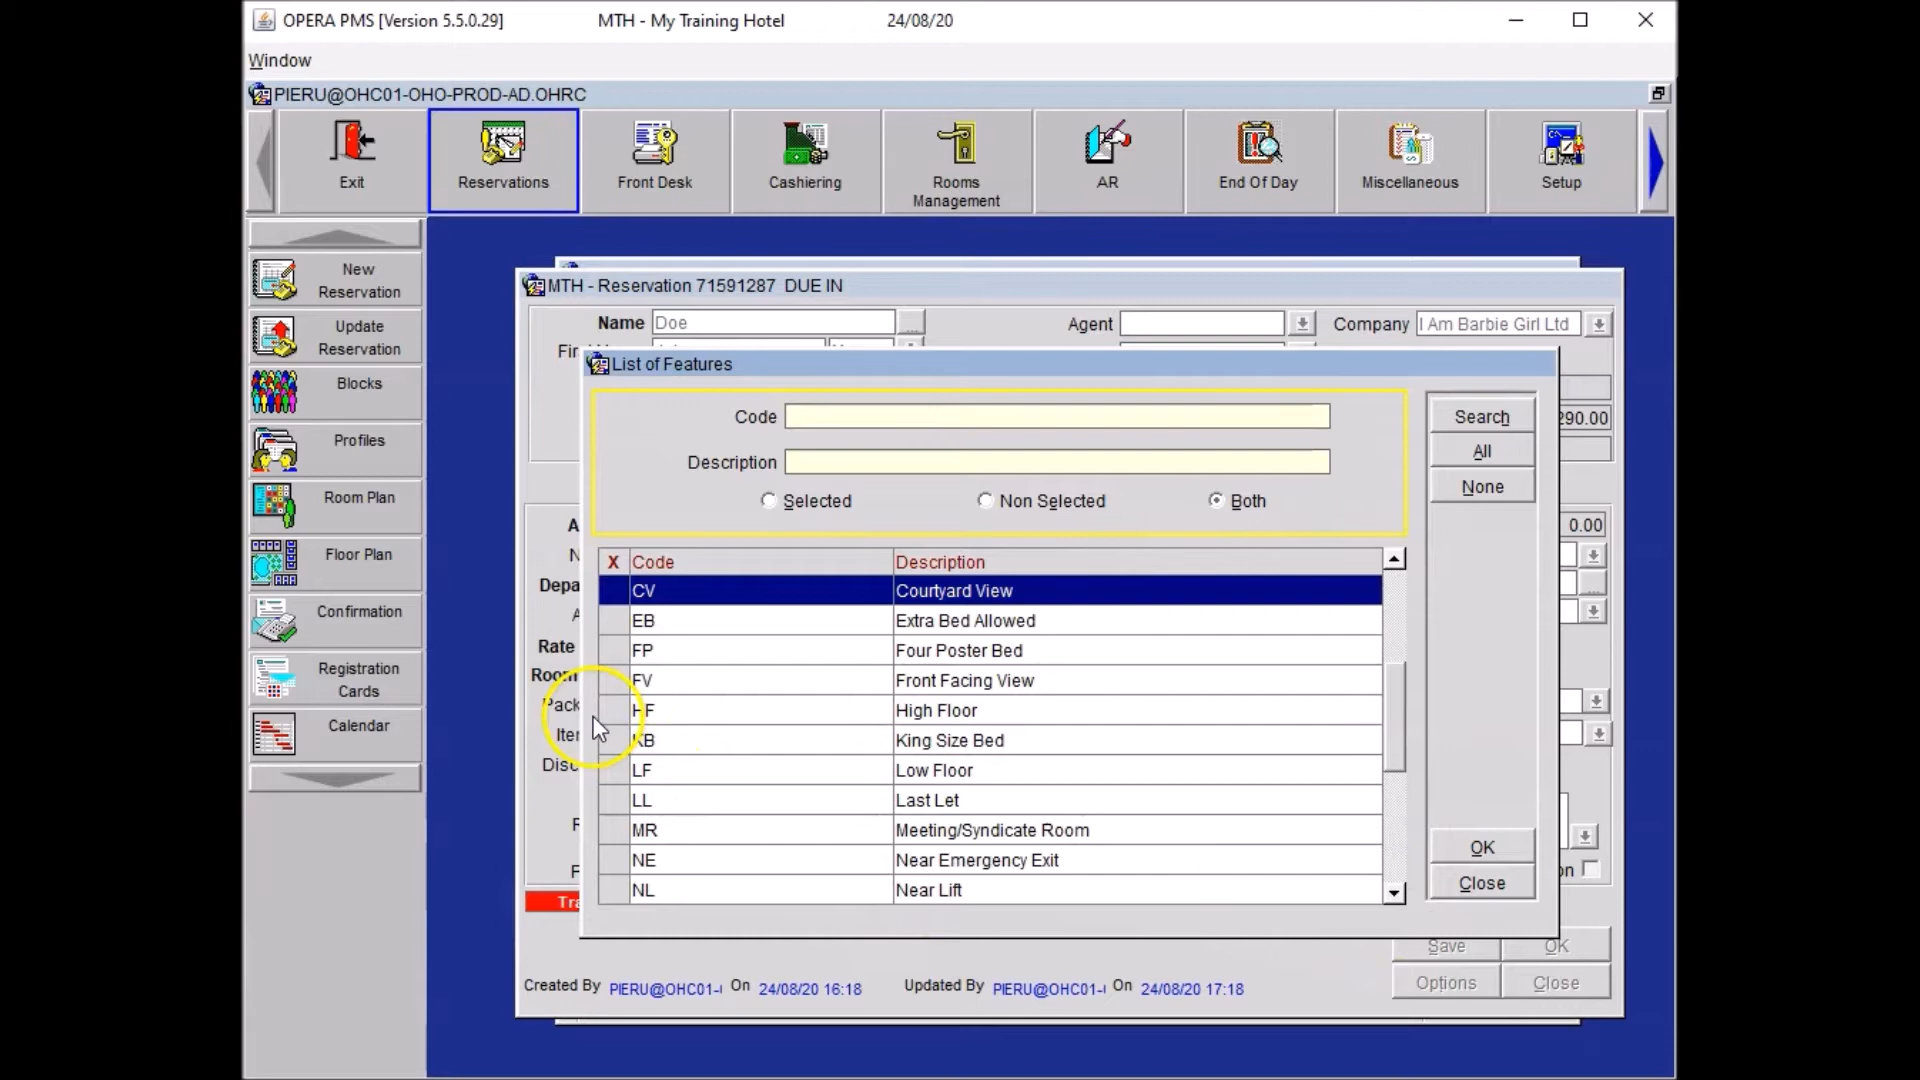 OPERA PMS [Version 5.5.0.29] MTH - My Training Hotel 24/08/20
Window
PIERU@OHC01-OHO-PROD-AD.OHRC
Exit Reservations Front Desk Cashiering Rooms Management AR End Of Day Miscellaneous Setup
New Reservation
Update Reservation
Blocks
Profiles
Room Plan
Floor Plan
Confirmation
Registration Cards
Calendar
MTH - Reservation 71591287 DUE IN
Name Doe Agent Company I Am Barbie Girl Ltd
List of Features
Code
Description
Selected Non Selected Both
Search
All
None
290.00
0.00
X Code Description
CV Courtyard View
EB Extra Bed Allowed
FP Four Poster Bed
FV Front Facing View
HF High Floor
KB King Size Bed
LF Low Floor
LL Last Let
MR Meeting/Syndicate Room
NE Near Emergency Exit
NL Near Lift
Rate
Room
OK
Close
Save OK
Options Close
Created By PIERU@OHC01- On 24/08/20 16:18 Updated By PIERU@OHC01- On 24/08/20 17:18